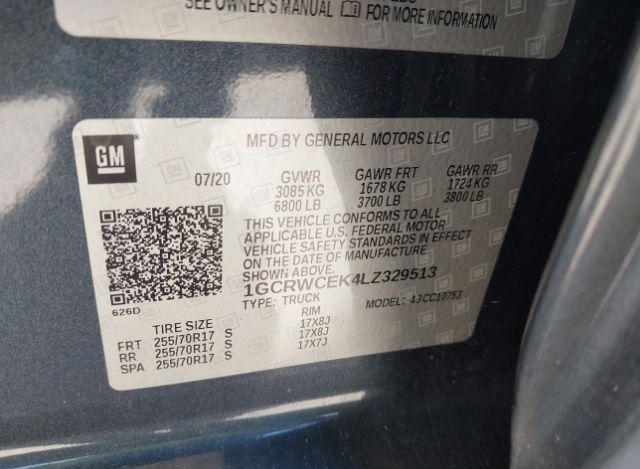 SEE OWNER'S MANUAL FOR MORE INFORMATION
GM
MFD BY GENERAL MOTORS LLC
07/20 GVWR GAWR FRT GAWR RR
3085 KG 1678 KG 1724 KG
6800 LB 3700 LB 3800 LB
THIS VEHICLE CONFORMS TO ALL
APPLICABLE U.S. FEDERAL MOTOR
VEHICLE SAFETY STANDARDS IN EFFECT
ON THE DATE OF MANUFACTURE
SHOWN ABOVE.
1GCRWCEK4LZ329513
TYPE: TRUCK MODEL: 43CC10753
626D
TIRE SIZE RIM
FRT 255/70R17 S 17X8J
RR 255/70R17 S 17X8J
SPA 255/70R17 S 17X7J